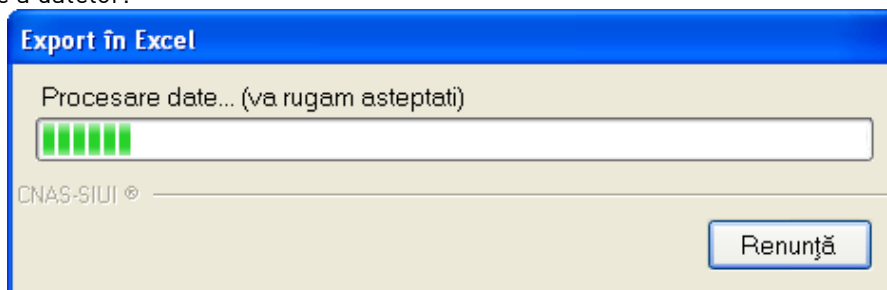 Export în Excel
Procesare date... (va rugam asteptati)
CNAS-SIUI ®
Renunţă